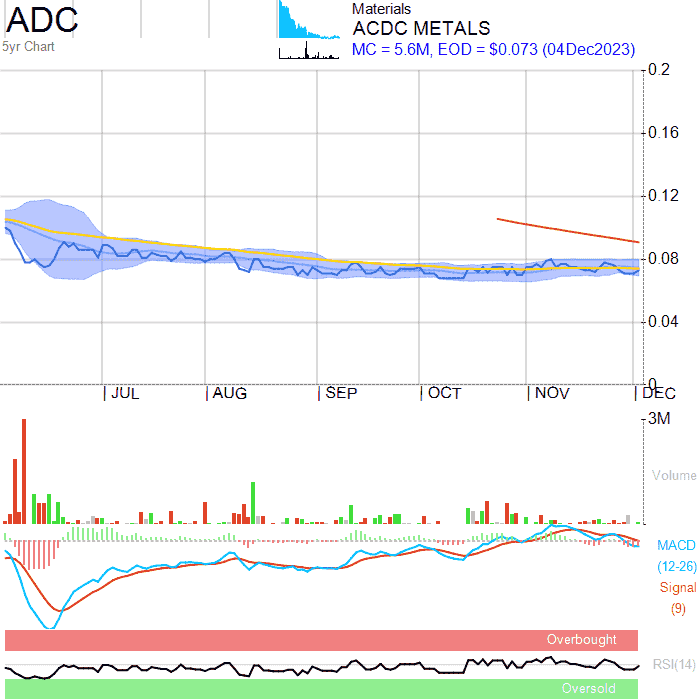 ADC
5yr Chart
Materials
ACDC METALS
MC = 5.6M, EOD = $0.073 (04Dec2023)
0.2
0.16
0.12
0.08
0.04
0
JUL AUG SEP OCT NOV DEC
3M
Volume
MACD
(12-26)
Signal
(9)
Overbought
RSI(14)
Oversold